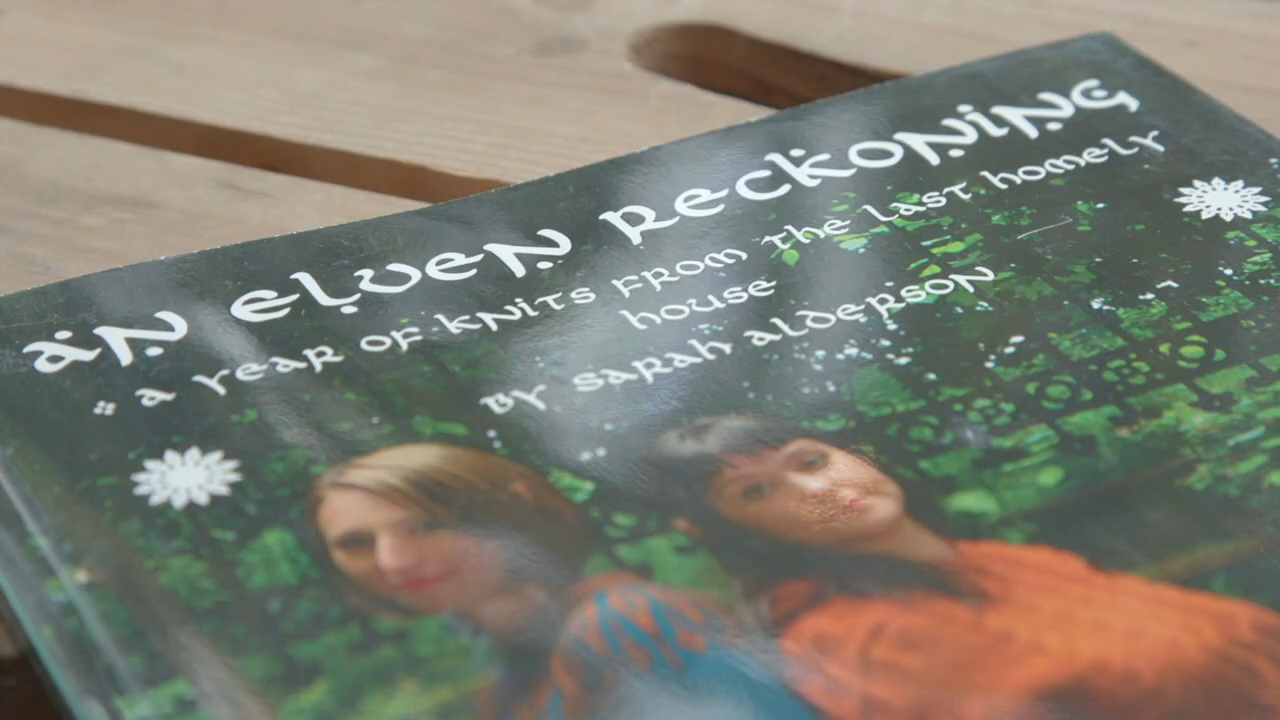 AN ELVEN RECKONING
: A YEAR OF KNITS FROM THE LAST HOMELY
HOUSE
BY SARAH ALDERSON